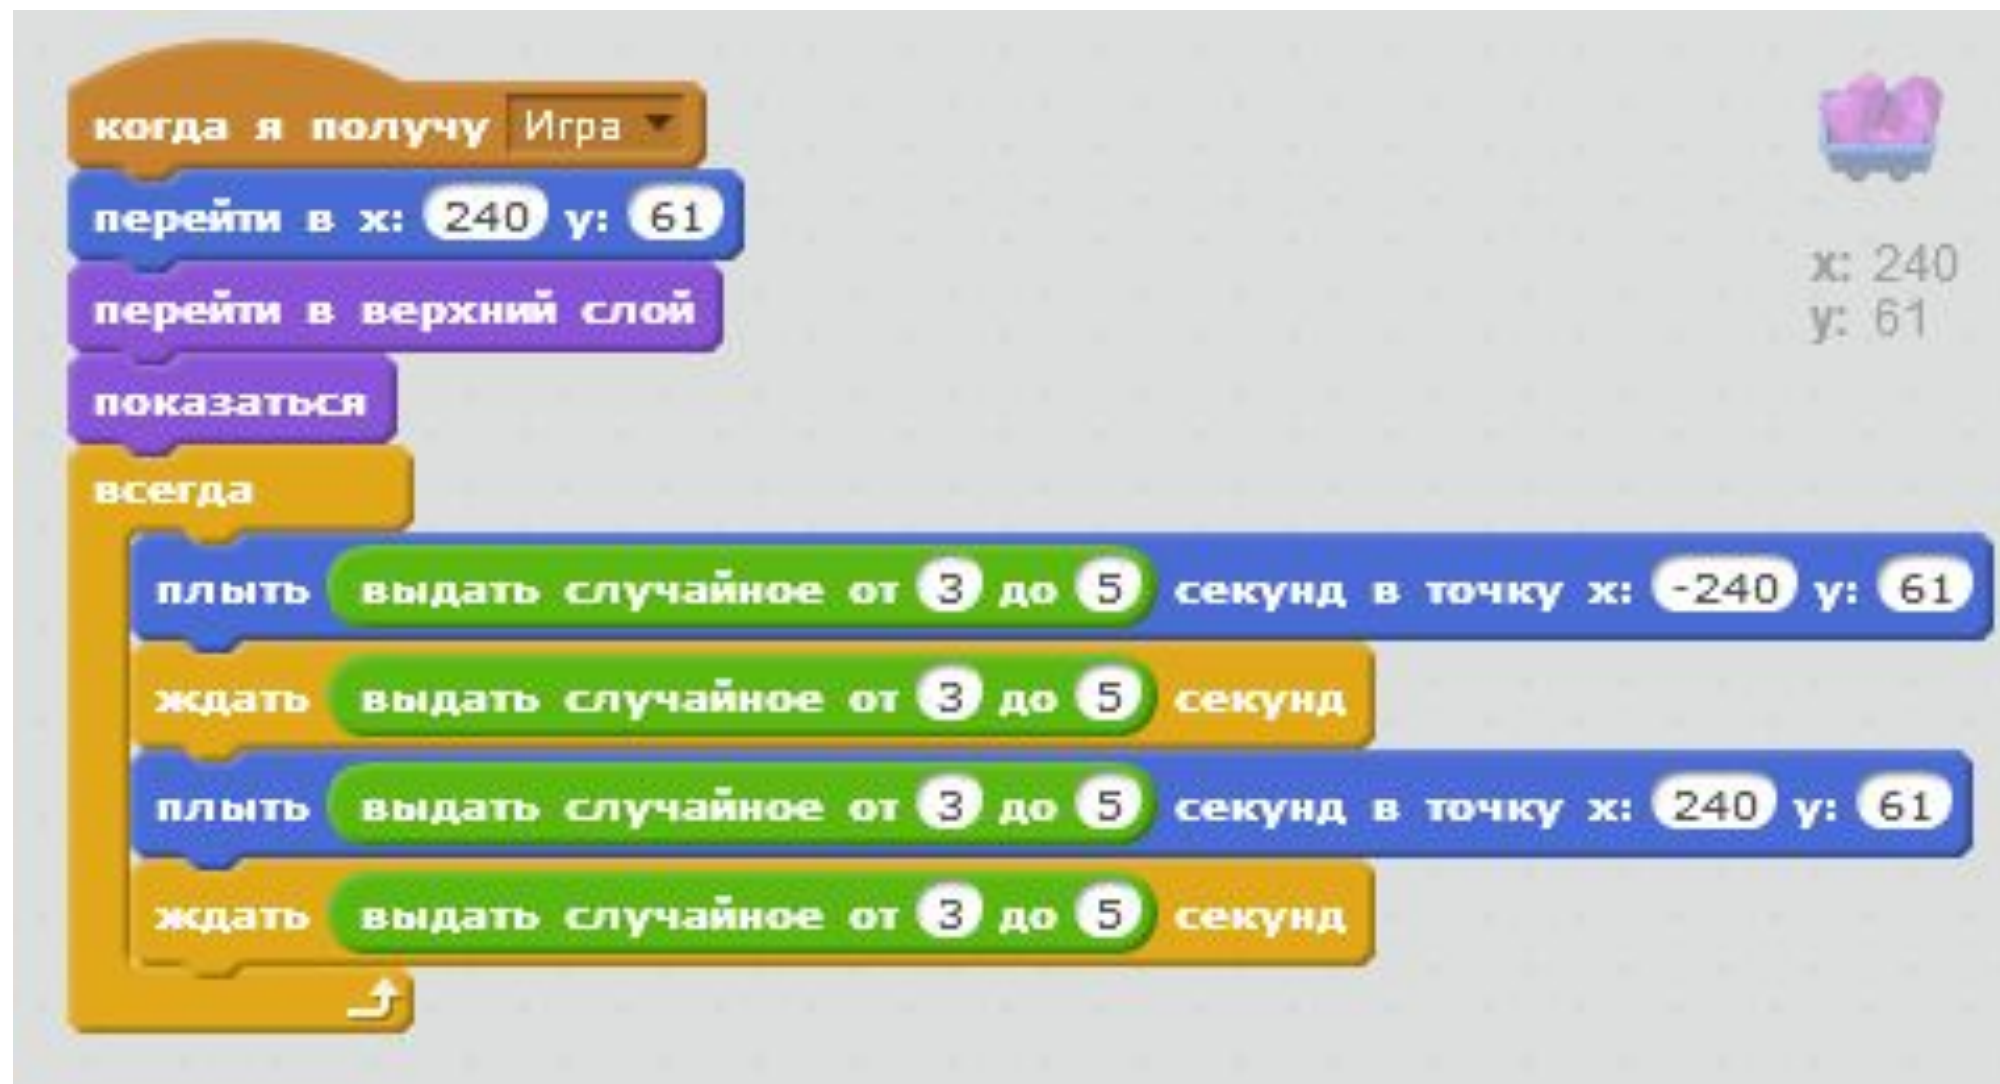 когда я получу Игра
перейти в x: 240 y: 61
перейти в верхний слой
показаться
всегда
плыть выдать случайное от 3 до 5 секунд в точку x: -240 y: 61
ждать выдать случайное от 3 до 5 секунд
плыть выдать случайное от 3 до 5 секунд в точку x: 240 y: 61
ждать выдать случайное от 3 до 5 секунд
x: 240
y: 61